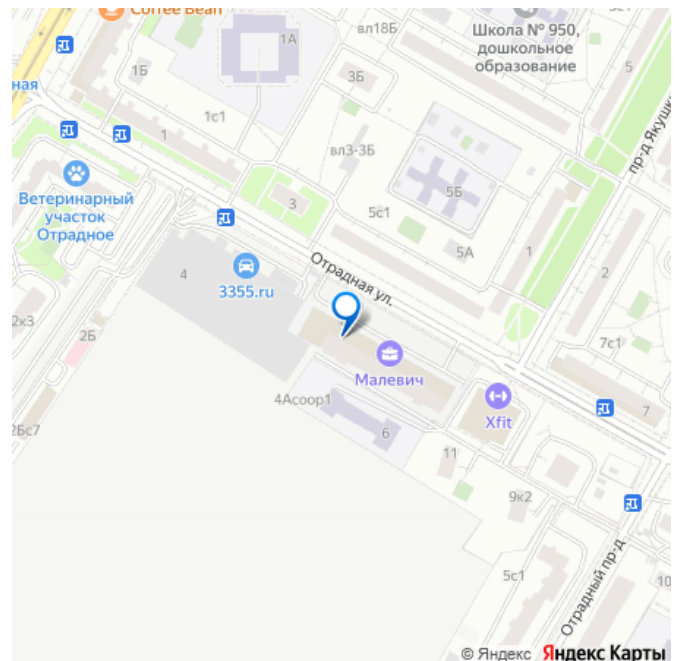 Coffee Bean
вл18Б
5с1
Школа № 950,
дошкольное
образование
1А
1Б
3Б
5
ная
1с1
1
вл3-3Б
пр-д Якушк
Ветеринарный
участок
Отрадное
3
5Б
5с1
5А
1
4
3355.ru
Отрадная ул.
2
2к3
2Б
7с1
Малевич
4Асоор1
Xfit
7
2Бс7
6
11
9к2
5с1
Отрадный пр-д
10
© Яндекс Яндекс Карты